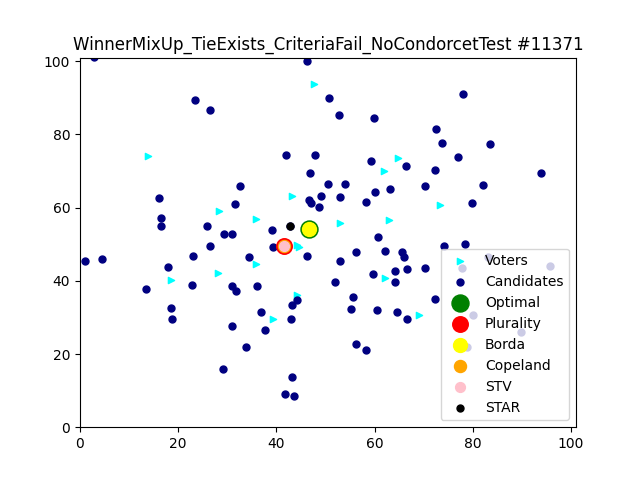 WinnerMixUp_TieExists_CriteriaFail_NoCondorcetTest #11371
100
80
60
40
20
0
0
20
40
60
80
100
Voters
Candidates
Optimal
Plurality
Borda
Copeland
STV
STAR